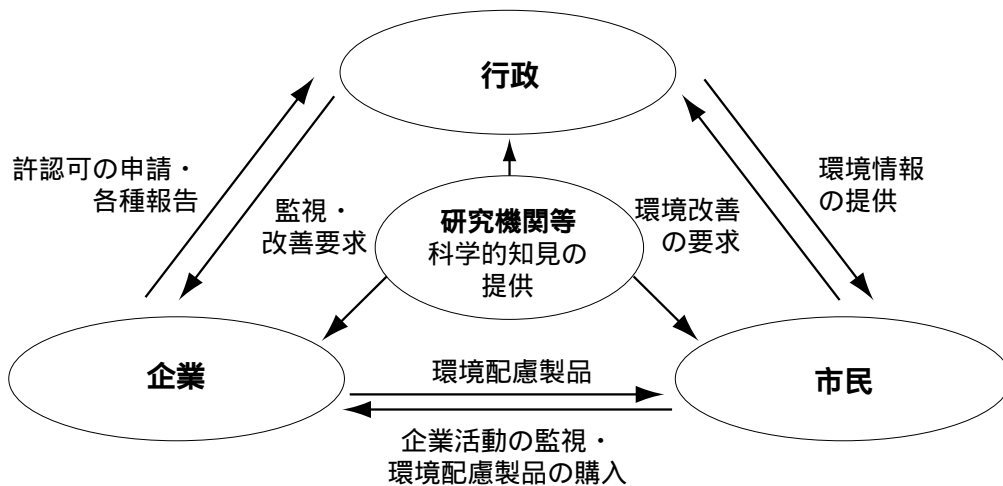 行政
許認可の申請・
各種報告
監視・
改善要求
研究機関等
科学的知見の
提供
環境改善
の要求
環境情報
の提供
企業
環境配慮製品
市民
企業活動の監視・
環境配慮製品の購入